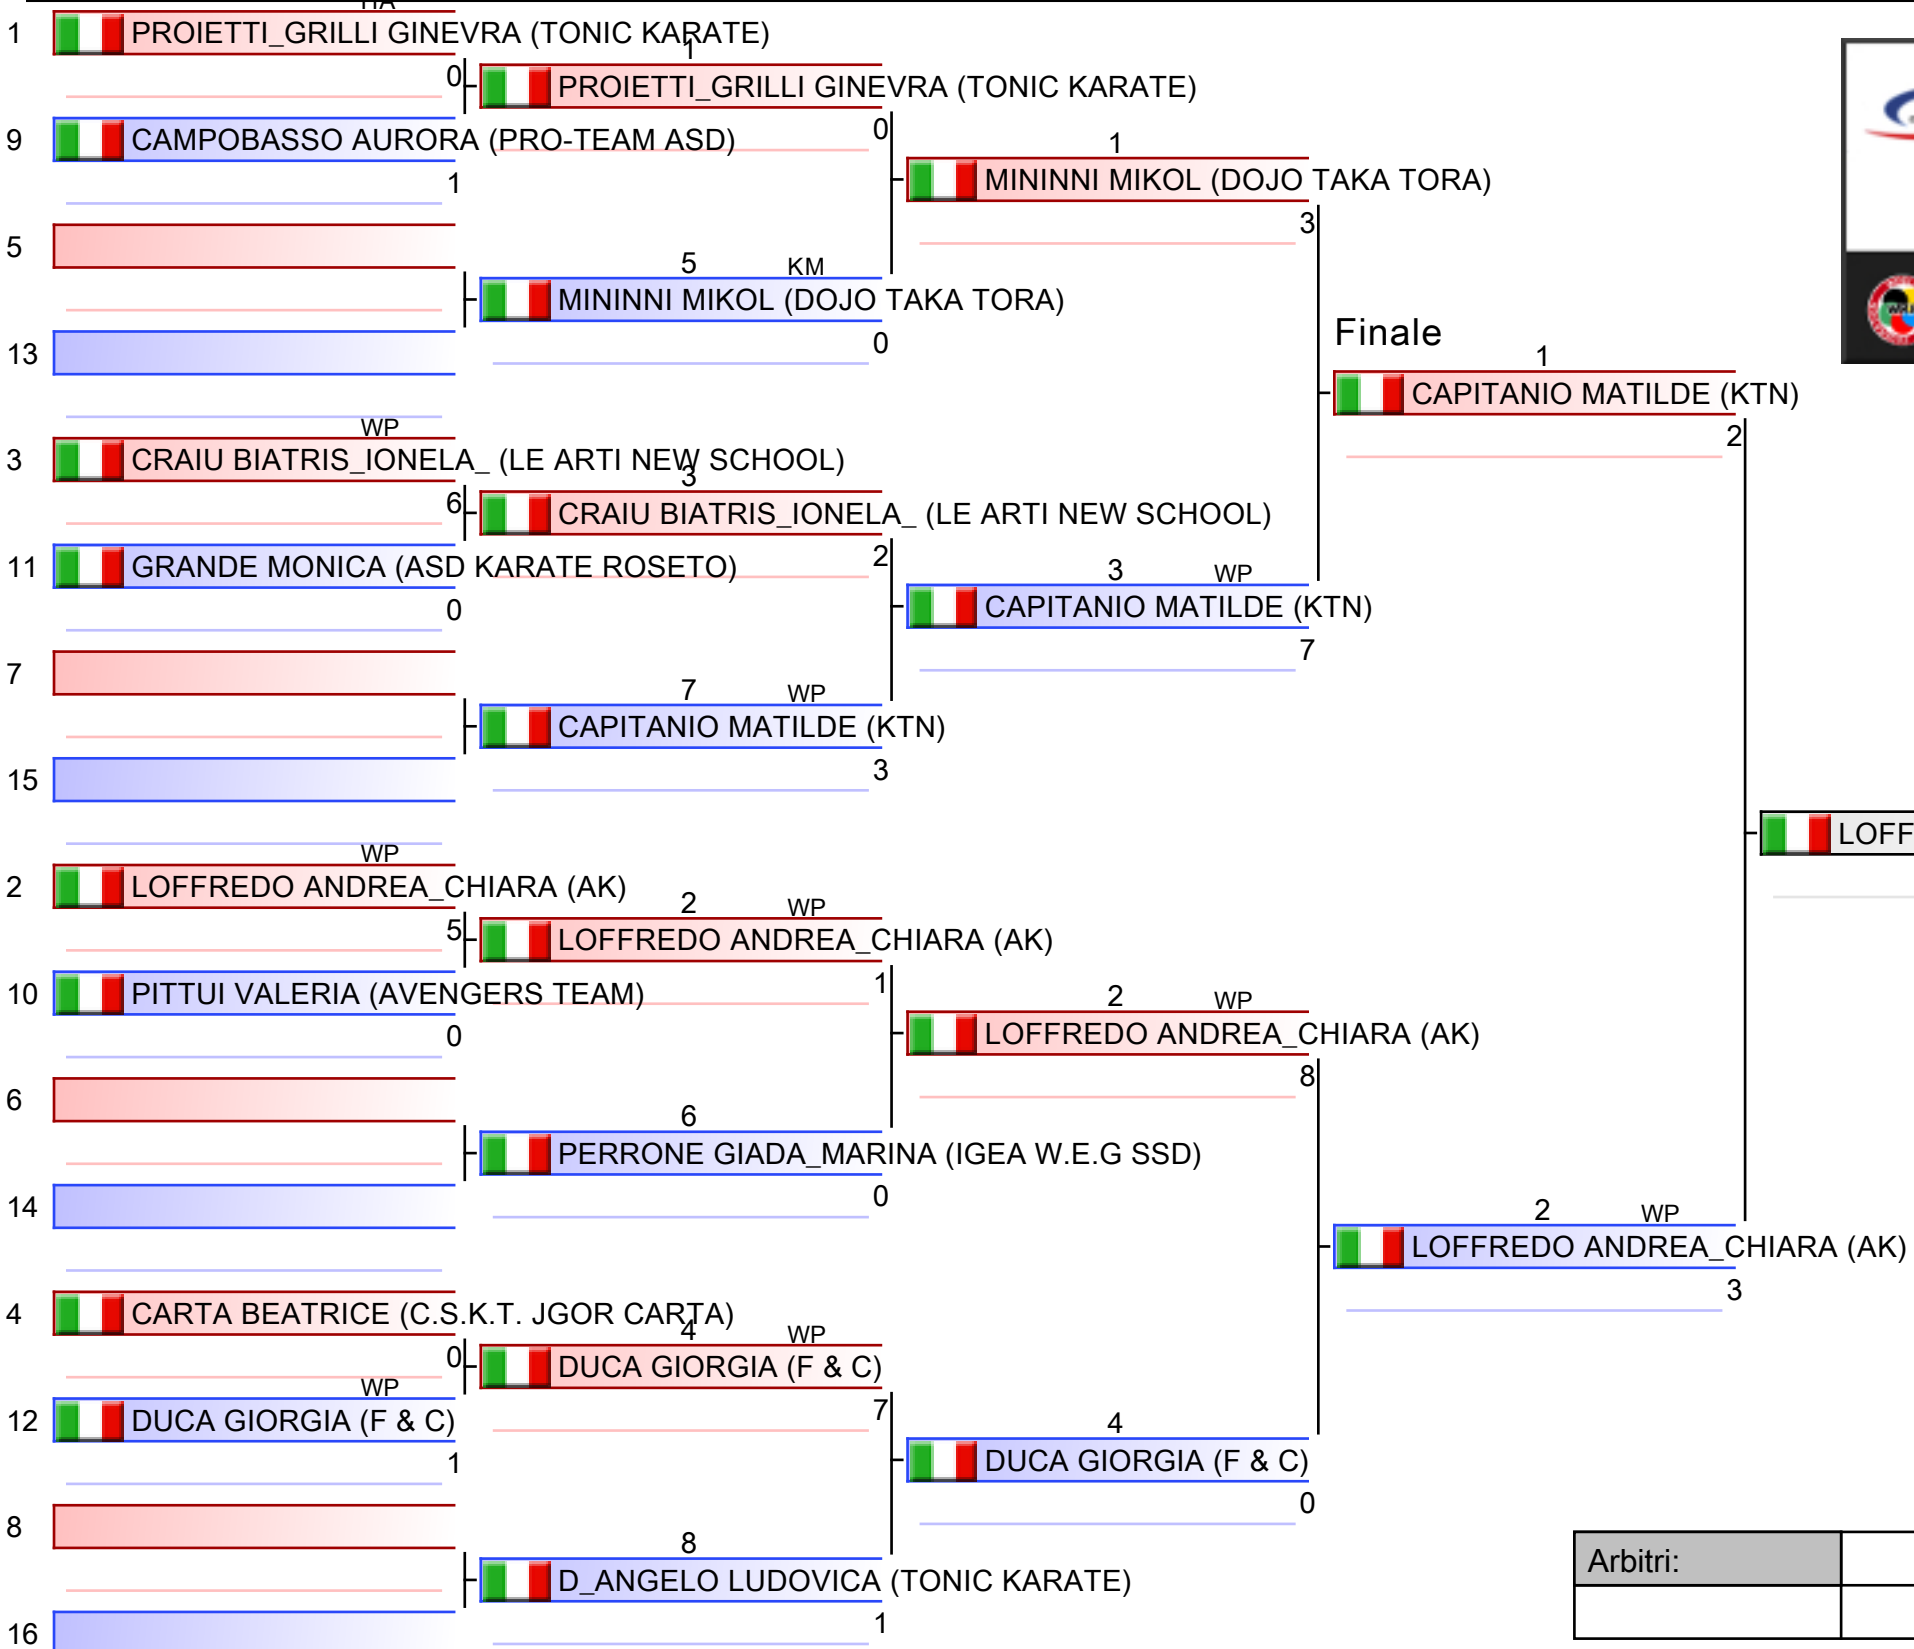 HA
1 PROIETTI_GRILLI GINEVRA (TONIC KARATE)
1
0 PROIETTI_GRILLI GINEVRA (TONIC KARATE)
9 CAMPOBASSO AURORA (PRO-TEAM ASD)
0
1
1
MININNI MIKOL (DOJO TAKA TORA)
3
5
5 KM
MININNI MIKOL (DOJO TAKA TORA)
0
13
Finale
1
CAPITANIO MATILDE (KTN)
2
WP
3 CRAIU BIATRIS_IONELA_ (LE ARTI NEW SCHOOL)
3
6 CRAIU BIATRIS_IONELA_ (LE ARTI NEW SCHOOL)
2
11 GRANDE MONICA (ASD KARATE ROSETO)
0
3 WP
CAPITANIO MATILDE (KTN)
7
7
7 WP
CAPITANIO MATILDE (KTN)
3
15
LOFF
WP
2 LOFFREDO ANDREA_CHIARA (AK)
2 WP
5 LOFFREDO ANDREA_CHIARA (AK)
1
10 PITTUI VALERIA (AVENGERS TEAM)
0
2 WP
LOFFREDO ANDREA_CHIARA (AK)
8
6
6
PERRONE GIADA_MARINA (IGEA W.E.G SSD)
0
14
2 WP
LOFFREDO ANDREA_CHIARA (AK)
3
4 CARTA BEATRICE (C.S.K.T. JGOR CARTA)
4 WP
0 DUCA GIORGIA (F & C)
7
WP
12 DUCA GIORGIA (F & C)
1
4
DUCA GIORGIA (F & C)
0
8
8
D_ANGELO LUDOVICA (TONIC KARATE)
1
16
Arbitri: